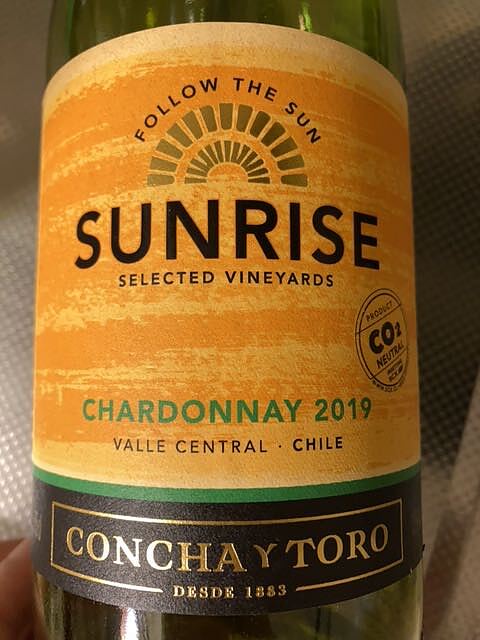 FOLLOW THE SUN
SUNRISE
SELECTED VINEYARDS
PRODUCT
CO2
NEUTRAL
CHARDONNAY 2019
VALLE CENTRAL · CHILE
CONCHA Y TORO
DESDE 1883